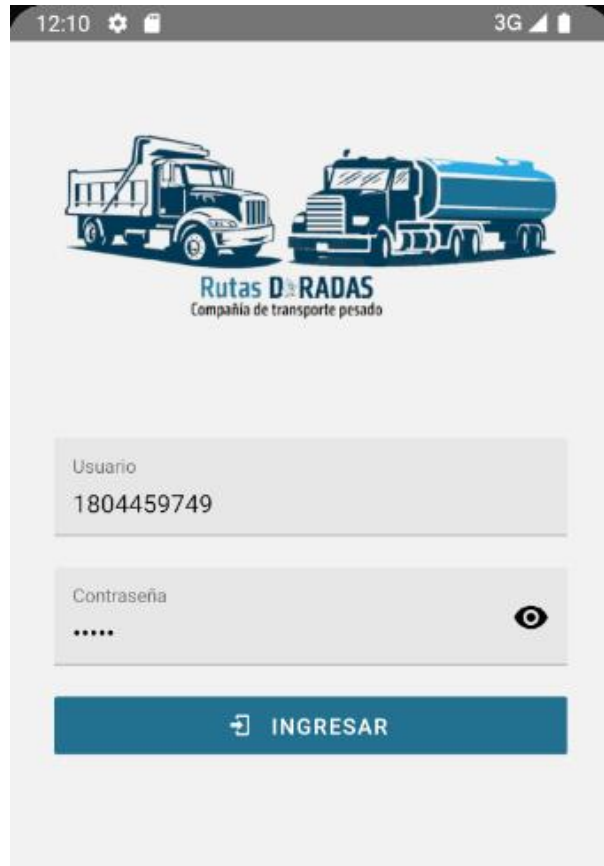 12:10 3G
Rutas DORADAS
Compañía de transporte pesado
Usuario
1804459749
Contraseña
•••••
INGRESAR